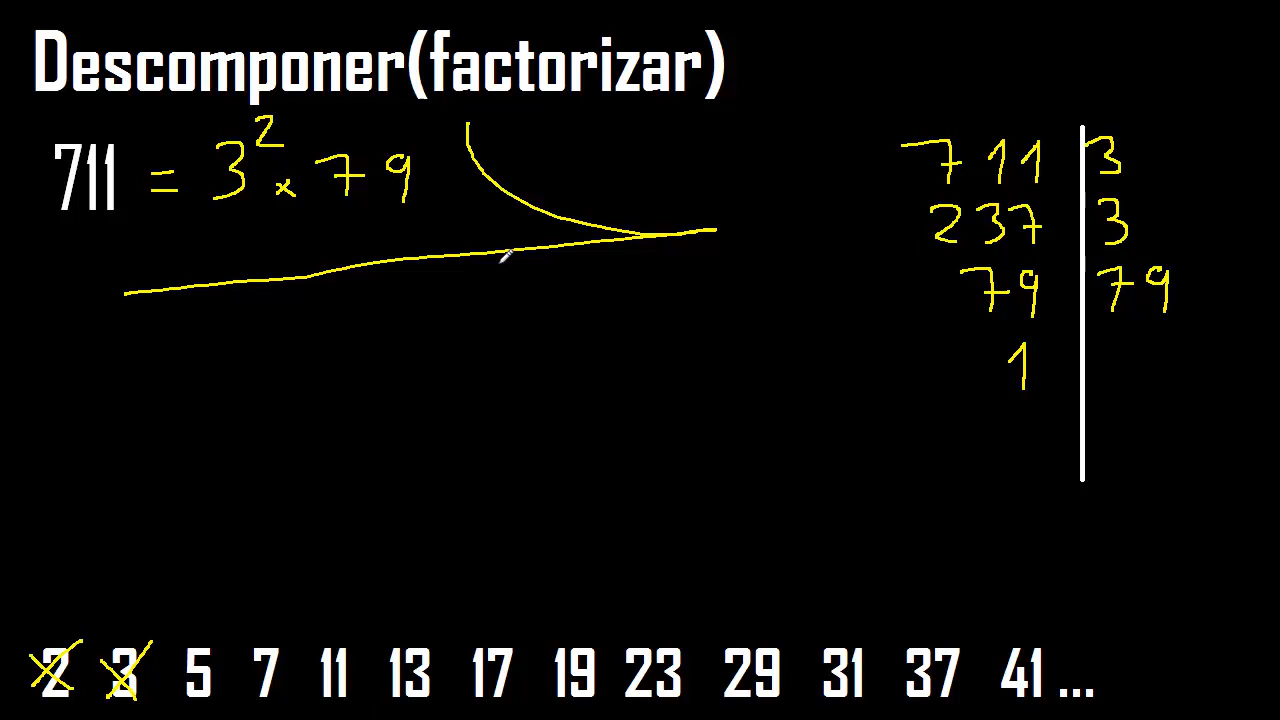 Descomponer(factorizar)
711 = 3² × 79
711 | 3
237 | 3
79 | 79
1
2 3 5 7 11 13 17 19 23 29 31 37 41 ...